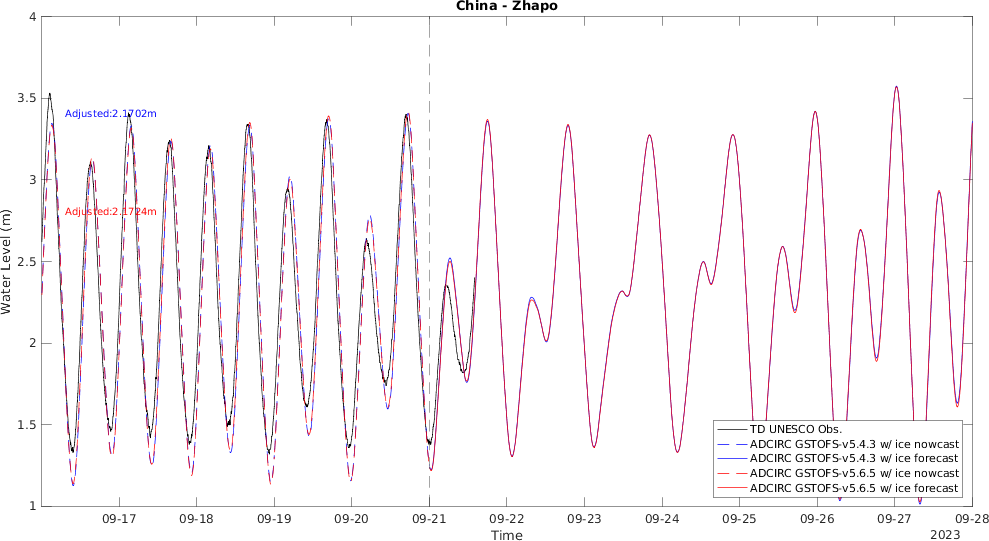 China - Zhapo
4
3.5
3
2.5
2
1.5
1
Water Level (m)
Adjusted:2.1702m
Adjusted:2.1724m
TD UNESCO Obs.
ADCIRC GSTOFS-v5.4.3 w/ ice nowcast
ADCIRC GSTOFS-v5.4.3 w/ ice forecast
ADCIRC GSTOFS-v5.6.5 w/ ice nowcast
ADCIRC GSTOFS-v5.6.5 w/ ice forecast
09-17 09-18 09-19 09-20 09-21 09-22 09-23 09-24 09-25 09-26 09-27 09-28
Time
2023